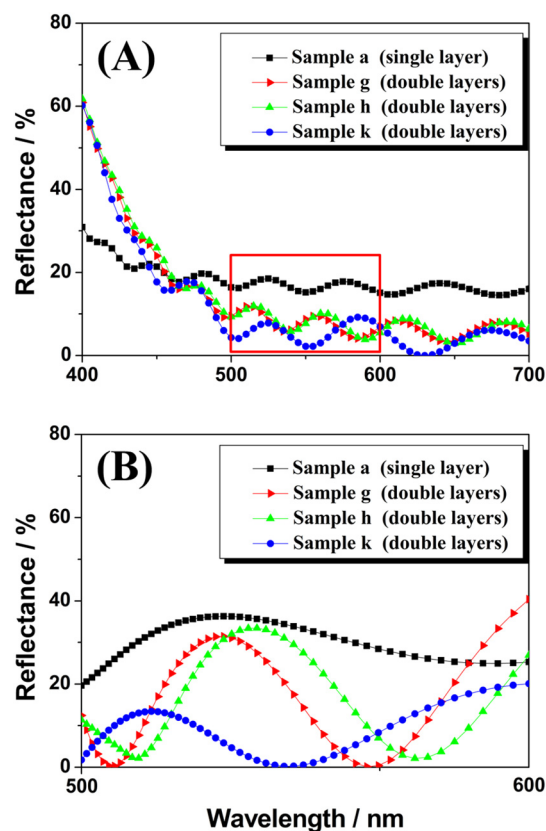 80
(A)
Sample a (single layer)
Sample g (double layers)
Sample h (double layers)
Sample k (double layers)
60
40
20
0
Reflectance / %
400
500
600
700
80
(B)
Sample a (single layer)
Sample g (double layers)
Sample h (double layers)
Sample k (double layers)
60
40
20
0
Reflectance / %
500
600
Wavelength / nm